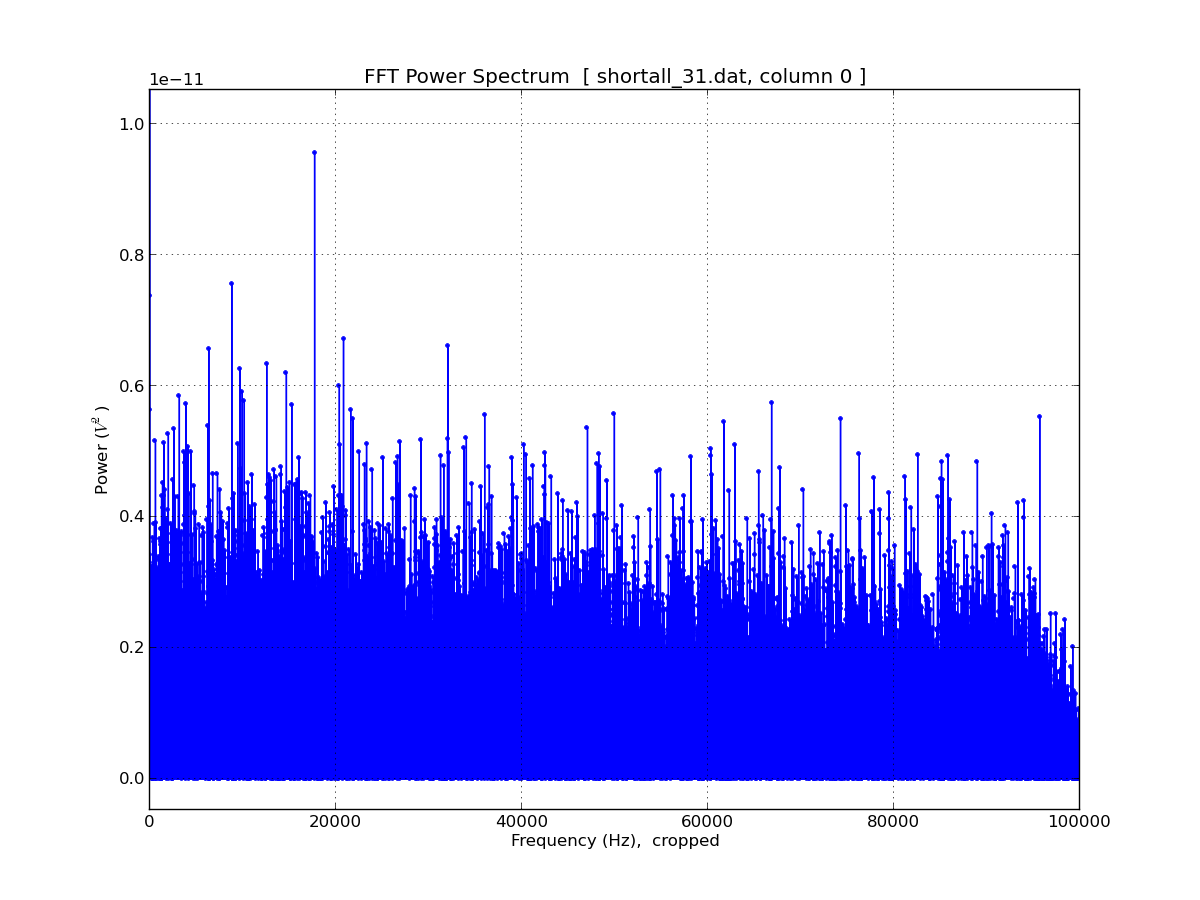 1e−11
FFT Power Spectrum [ shortall_31.dat, column 0 ]
1.0
0.8
0.6
0.4
0.2
0.0
Power (V²)
0 20000 40000 60000 80000 100000
Frequency (Hz), cropped